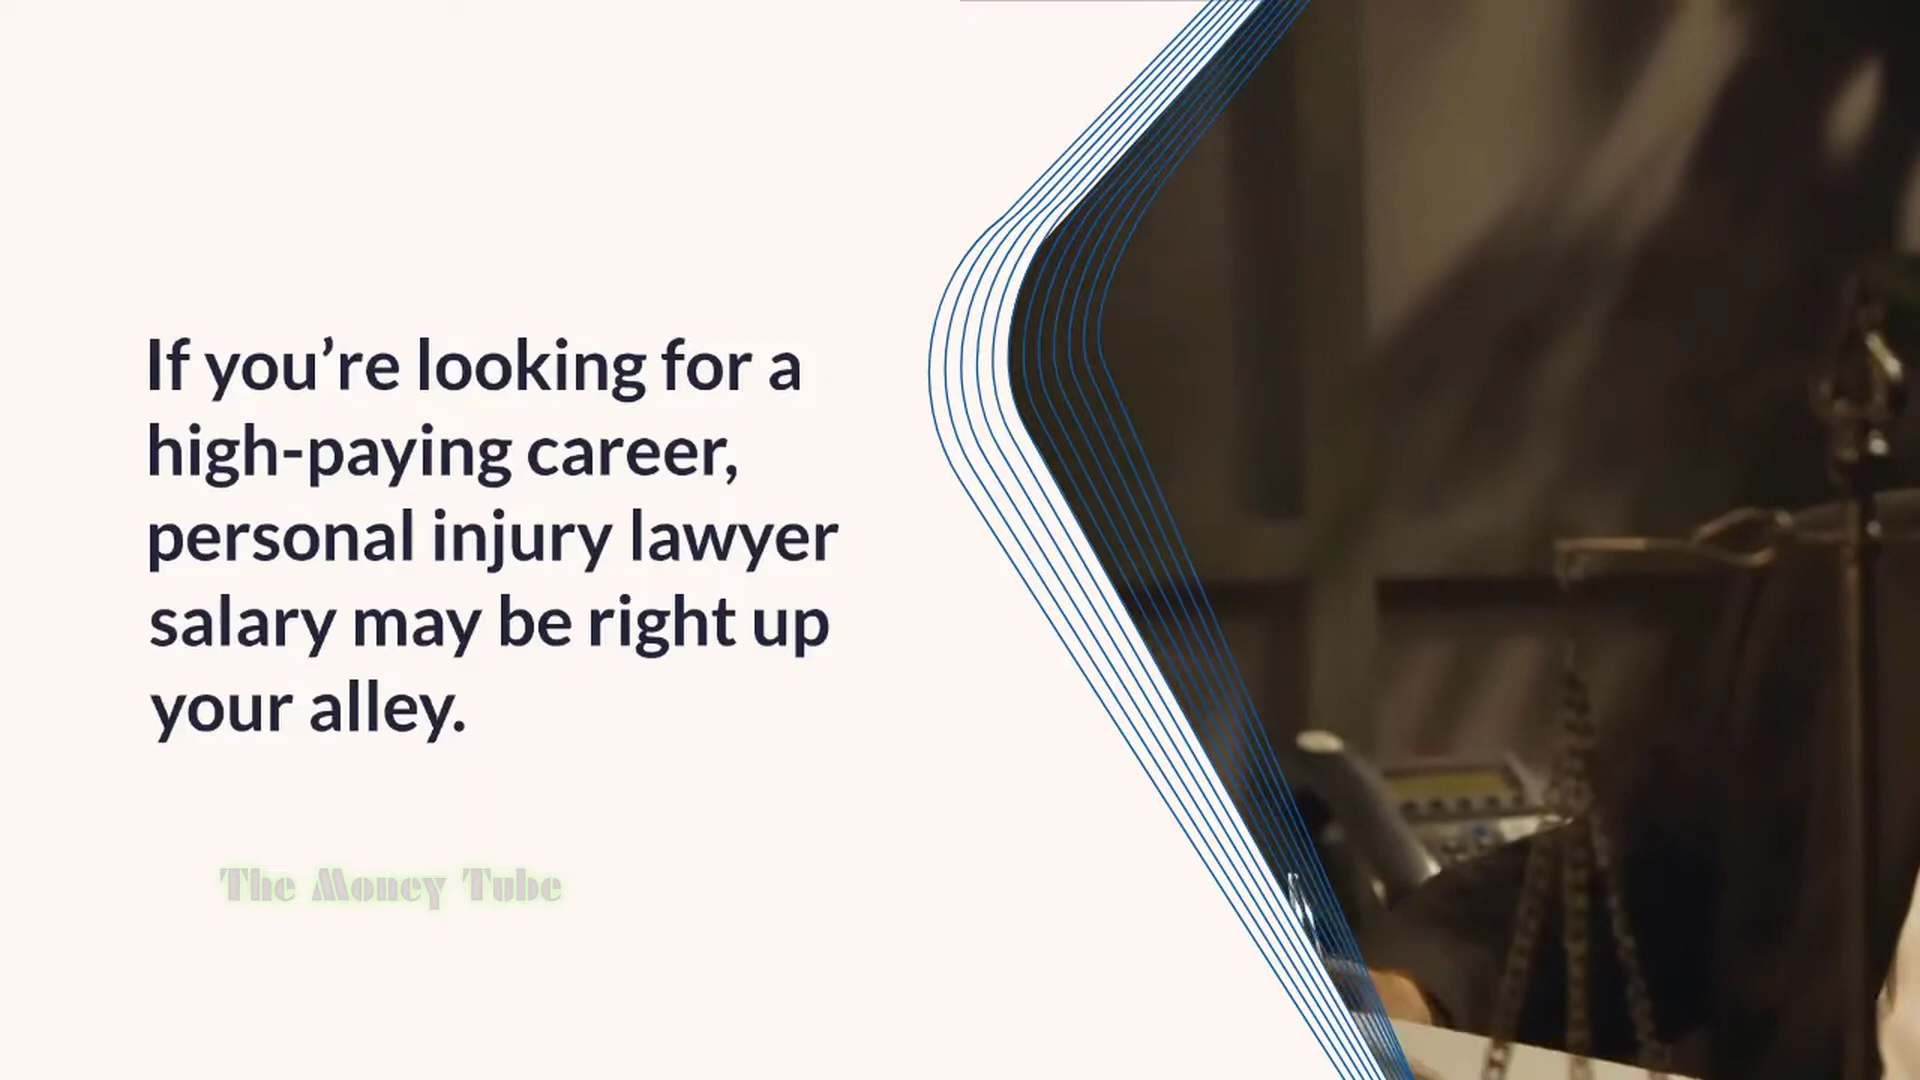 If you’re looking for a
high-paying career,
personal injury lawyer
salary may be right up
your alley.
The Money Tube